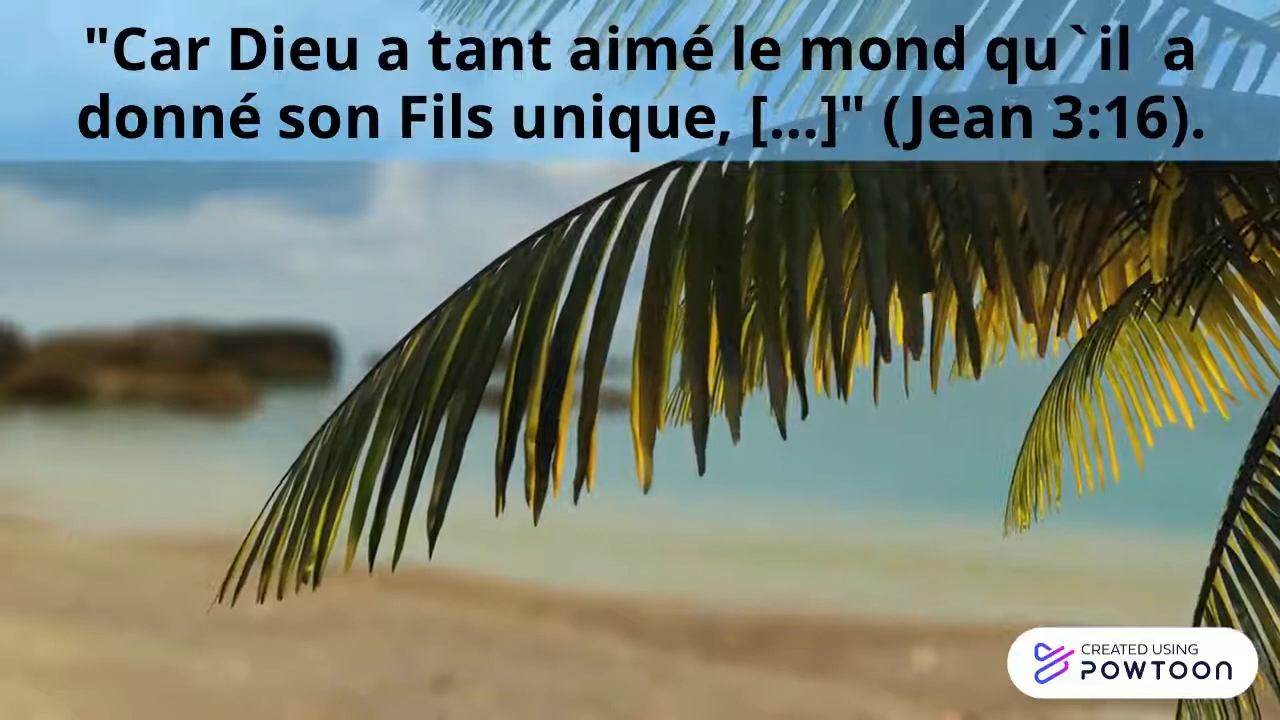 "Car Dieu a tant aimé le mond qu`il  a
donné son Fils unique, [...]" (Jean 3:16).
CREATED USING
POWTOON